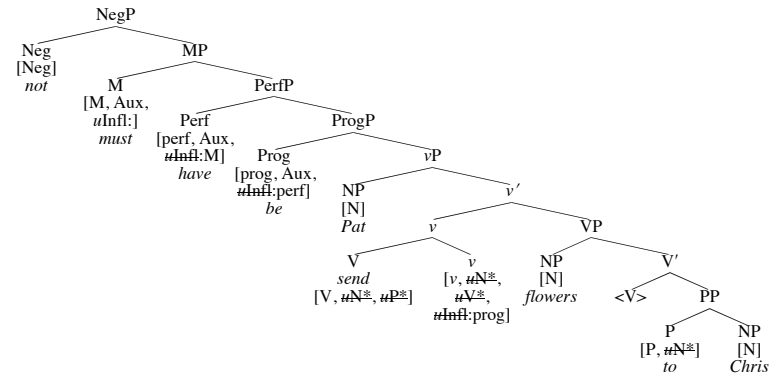 NegP
Neg MP
[Neg]
not M PerfP
[M, Aux,
uInfl:] Perf ProgP
must [perf, Aux,
uInfl:M] Prog vP
have [prog, Aux,
uInfl:perf] NP v′
be [N]
Pat v VP
V v NP V′
send [v, uN*, [N]
[V, uN*, uP*] uV*, flowers <V> PP
uInfl:prog]
P NP
[P, uN*] [N]
to Chris